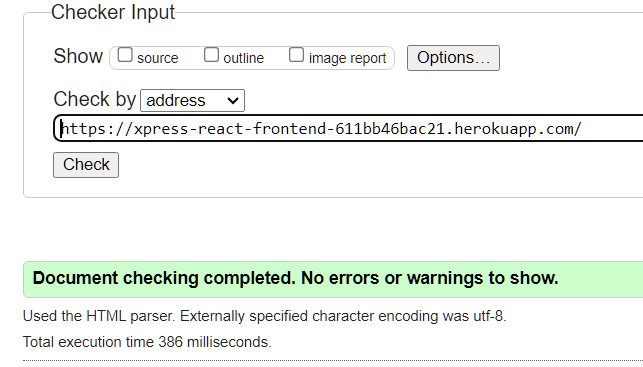 Checker Input
Show source outline image report Options...
Check by address
https://xpress-react-frontend-611bb46bac21.herokuapp.com/
Check
Document checking completed. No errors or warnings to show.
Used the HTML parser. Externally specified character encoding was utf-8.
Total execution time 386 milliseconds.